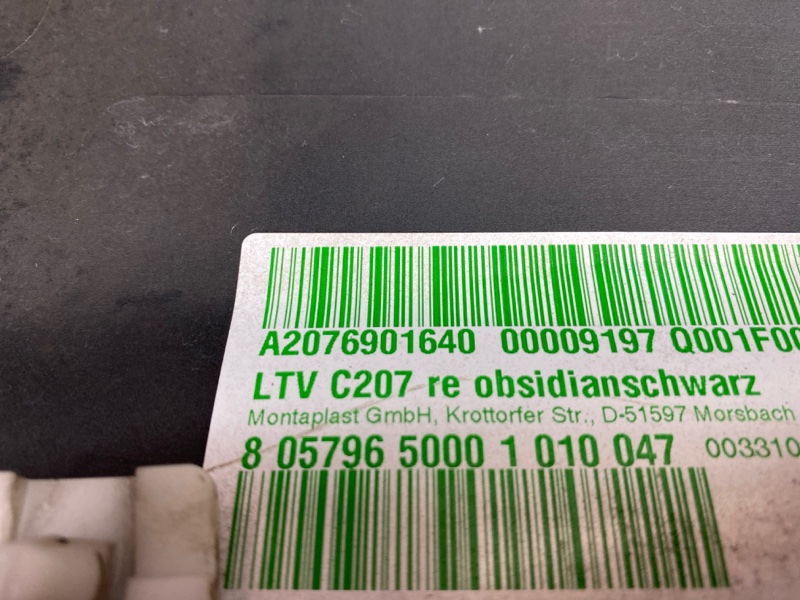 A2076901640 00009197 Q001F00
LTV C207 re obsidianschwarz
Montaplast GmbH, Krottorfer Str., D-51597 Morsbach
8 05796 5000 1 010 047 003310